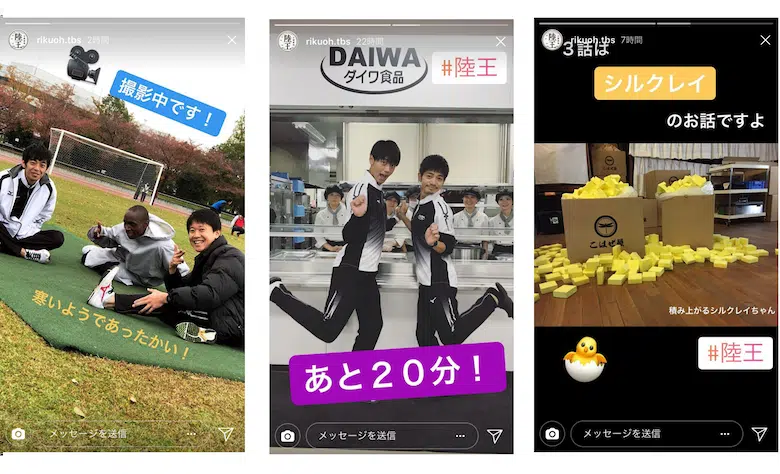 陸王
rikuoh.tbs 22時間
撮影中です！
寒いようであったかい！
メッセージを送信
陸王
rikuoh.tbs 22時間
DAIWA
ダイワ食品
#陸王
あと２０分！
メッセージを送信
陸王
rikuoh.tbs 7時間
３話は
シルクレイ
のお話ですよ
こはぜ屋
積み上がるシルクレイちゃん
#陸王
メッセージを送信